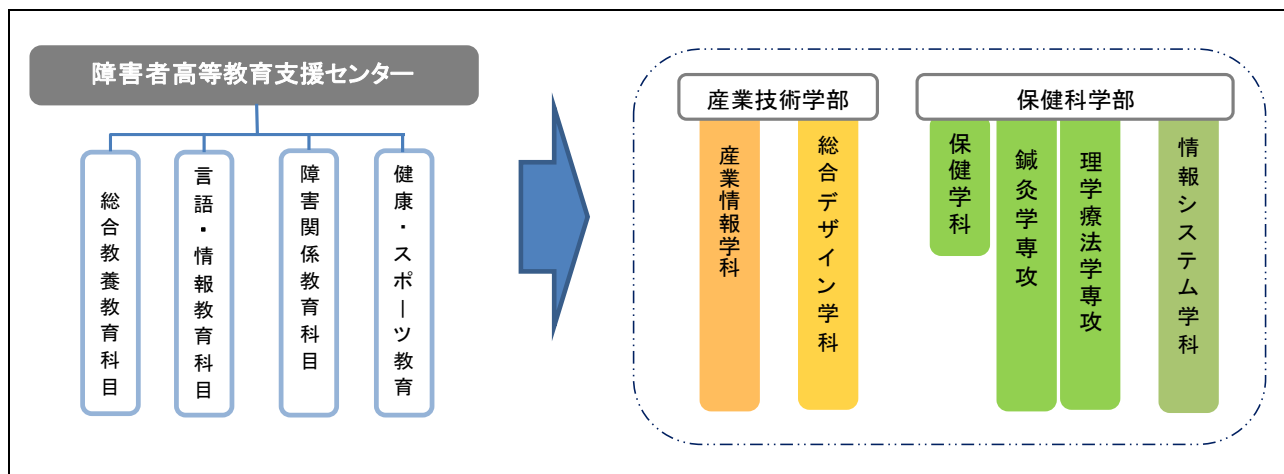 障害者高等教育支援センター
総合教養教育科目
言語・情報教育科目
障害関係教育科目
健康・スポーツ教育
産業技術学部
産業情報学科
総合デザイン学科
保健科学部
保健学科
鍼灸学専攻
理学療法学専攻
情報システム学科